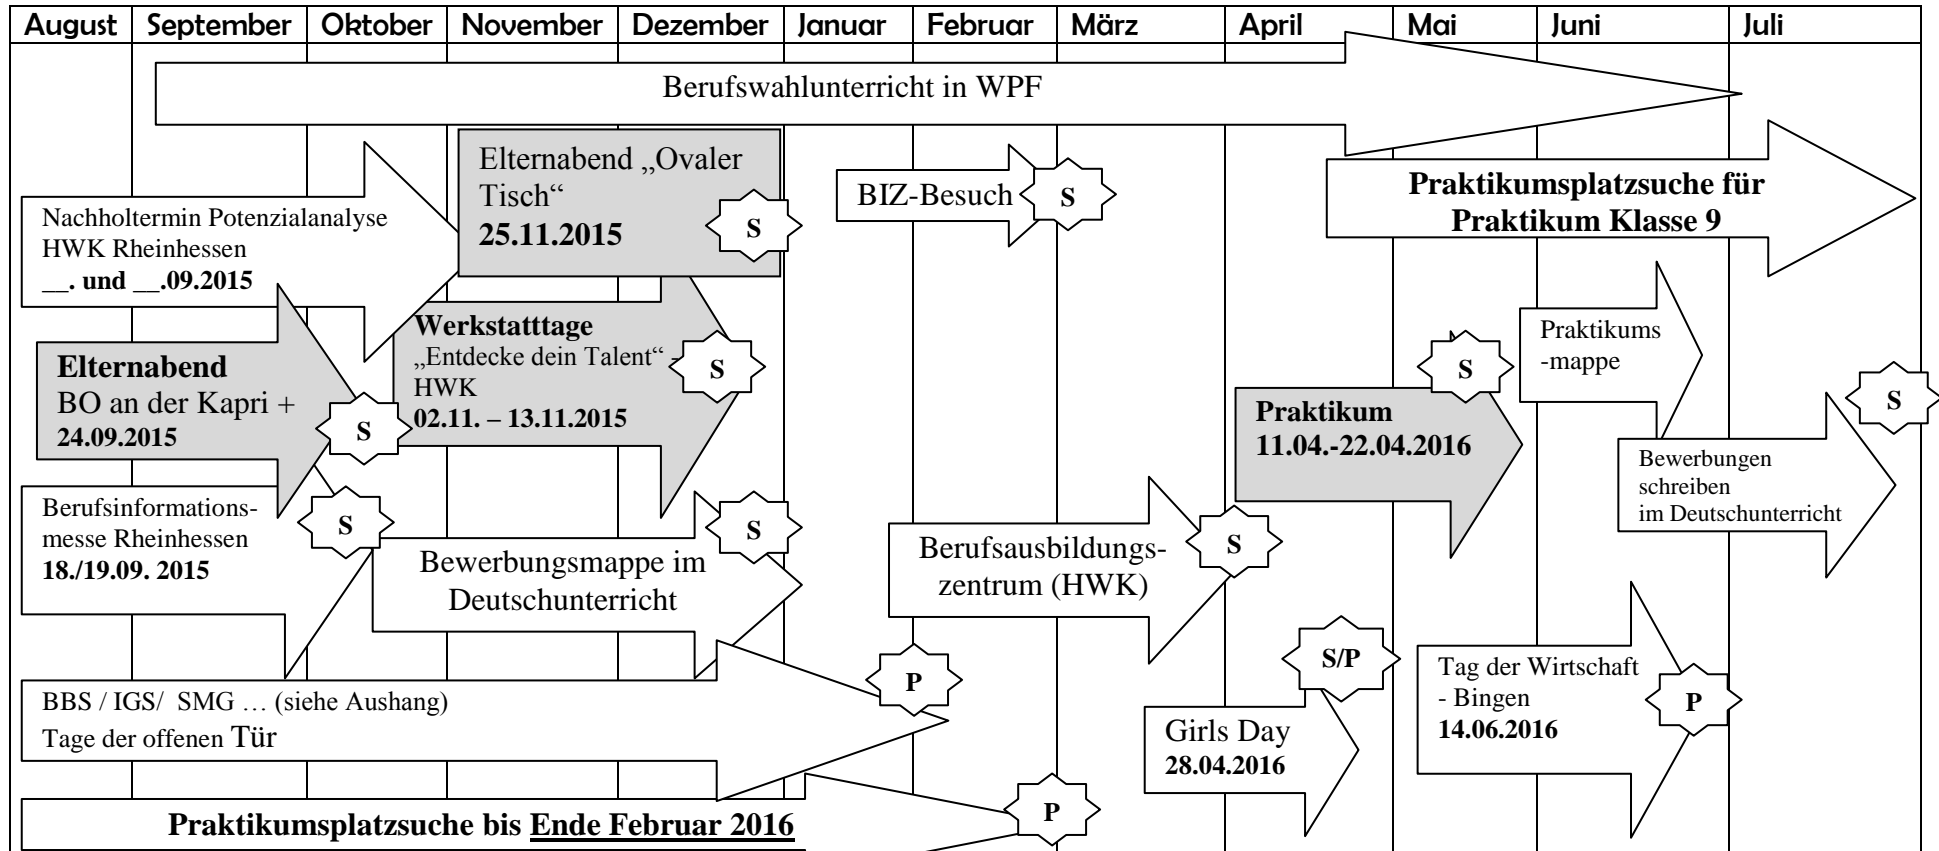 August September Oktober November Dezember Januar Februar März April Mai Juni Juli
Berufswahlunterricht in WPF
Elternabend „Ovaler
Tisch“
25.11.2015
S
BIZ-Besuch
S
Praktikumsplatzsuche für
Praktikum Klasse 9
Nachholtermin Potenzialanalyse
HWK Rheinhessen
__. und __.09.2015
Elternabend
BO an der Kapri +
24.09.2015
S
Werkstatttage
„Entdecke dein Talent“ -
HWK
02.11. – 13.11.2015
S
Praktikum
11.04.-22.04.2016
S
Praktikums
-mappe
Bewerbungen
schreiben
im Deutschunterricht
S
Berufsinformations-
messe Rheinhessen
18./19.09. 2015
S
Bewerbungsmappe im
Deutschunterricht
S
Berufsausbildungs-
zentrum (HWK)
S
BBS / IGS/ SMG … (siehe Aushang)
Tage der offenen Tür
P
Girls Day
28.04.2016
S/P
Tag der Wirtschaft
- Bingen
14.06.2016
P
Praktikumsplatzsuche bis Ende Februar 2016
P